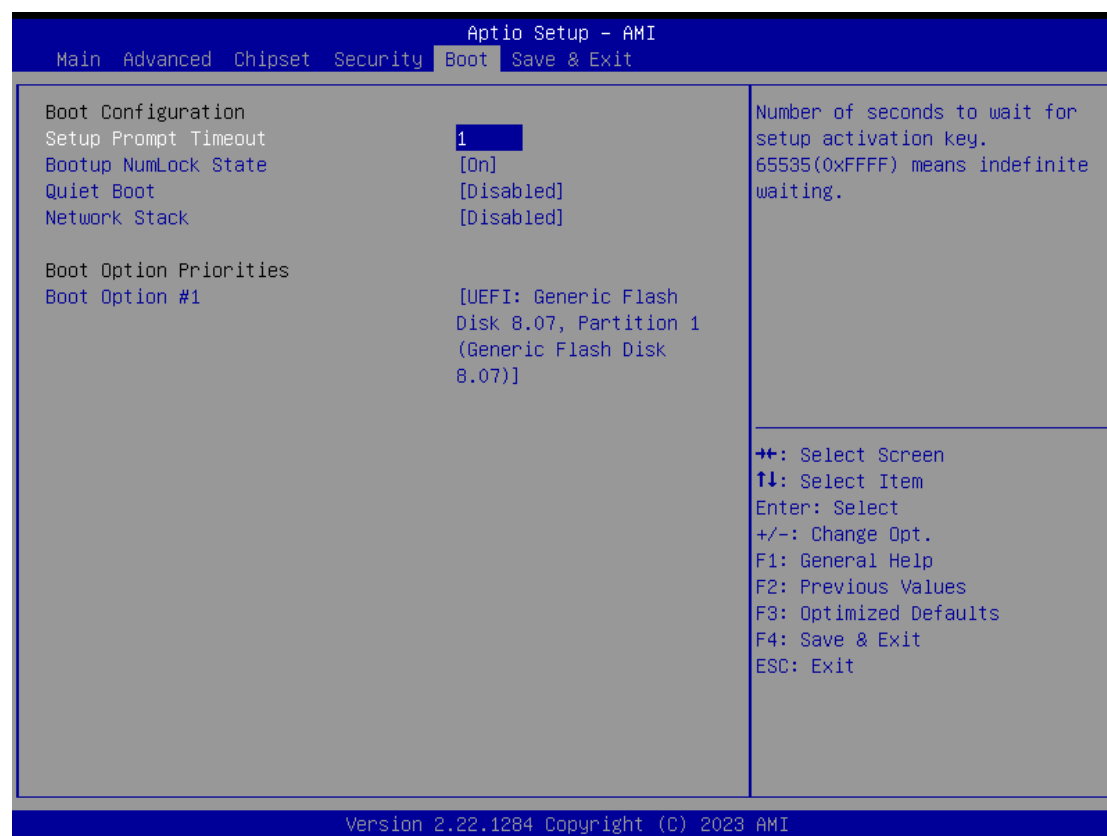 Aptio Setup – AMI
Main Advanced Chipset Security Boot Save & Exit
Boot Configuration
Setup Prompt Timeout 1
Bootup NumLock State [On]
Quiet Boot [Disabled]
Network Stack [Disabled]
Boot Option Priorities
Boot Option #1 [UEFI: Generic Flash
Disk 8.07, Partition 1
(Generic Flash Disk
8.07)]
Number of seconds to wait for
setup activation key.
65535(0xFFFF) means indefinite
waiting.
→←: Select Screen
↑↓: Select Item
Enter: Select
+/-: Change Opt.
F1: General Help
F2: Previous Values
F3: Optimized Defaults
F4: Save & Exit
ESC: Exit
Version 2.22.1284 Copyright (C) 2023 AMI